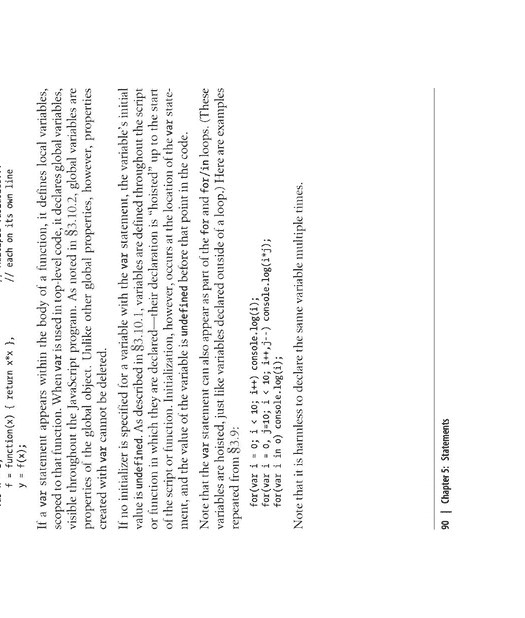 f = function(x) { return x*x },
// each on its own line
y = f(x);
If a var statement appears within the body of a function, it defines local variables,
scoped to that function. When var is used in top-level code, it declares global variables,
visible throughout the JavaScript program. As noted in §3.10.2, global variables are
properties of the global object. Unlike other global properties, however, properties
created with var cannot be deleted.
If no initializer is specified for a variable with the var statement, the variable’s initial
value is undefined. As described in §3.10.1, variables are defined throughout the script
or function in which they are declared—their declaration is “hoisted” up to the start
of the script or function. Initialization, however, occurs at the location of the var state-
ment, and the value of the variable is undefined before that point in the code.
Note that the var statement can also appear as part of the for and for/in loops. (These
variables are hoisted, just like variables declared outside of a loop.) Here are examples
repeated from §3.9:
for(var i = 0; i < 10; i++) console.log(i);
for(var i = 0, j=10; i < 10; i++,j--) console.log(i*j);
for(var i in o) console.log(i);
Note that it is harmless to declare the same variable multiple times.
90 | Chapter 5: Statements